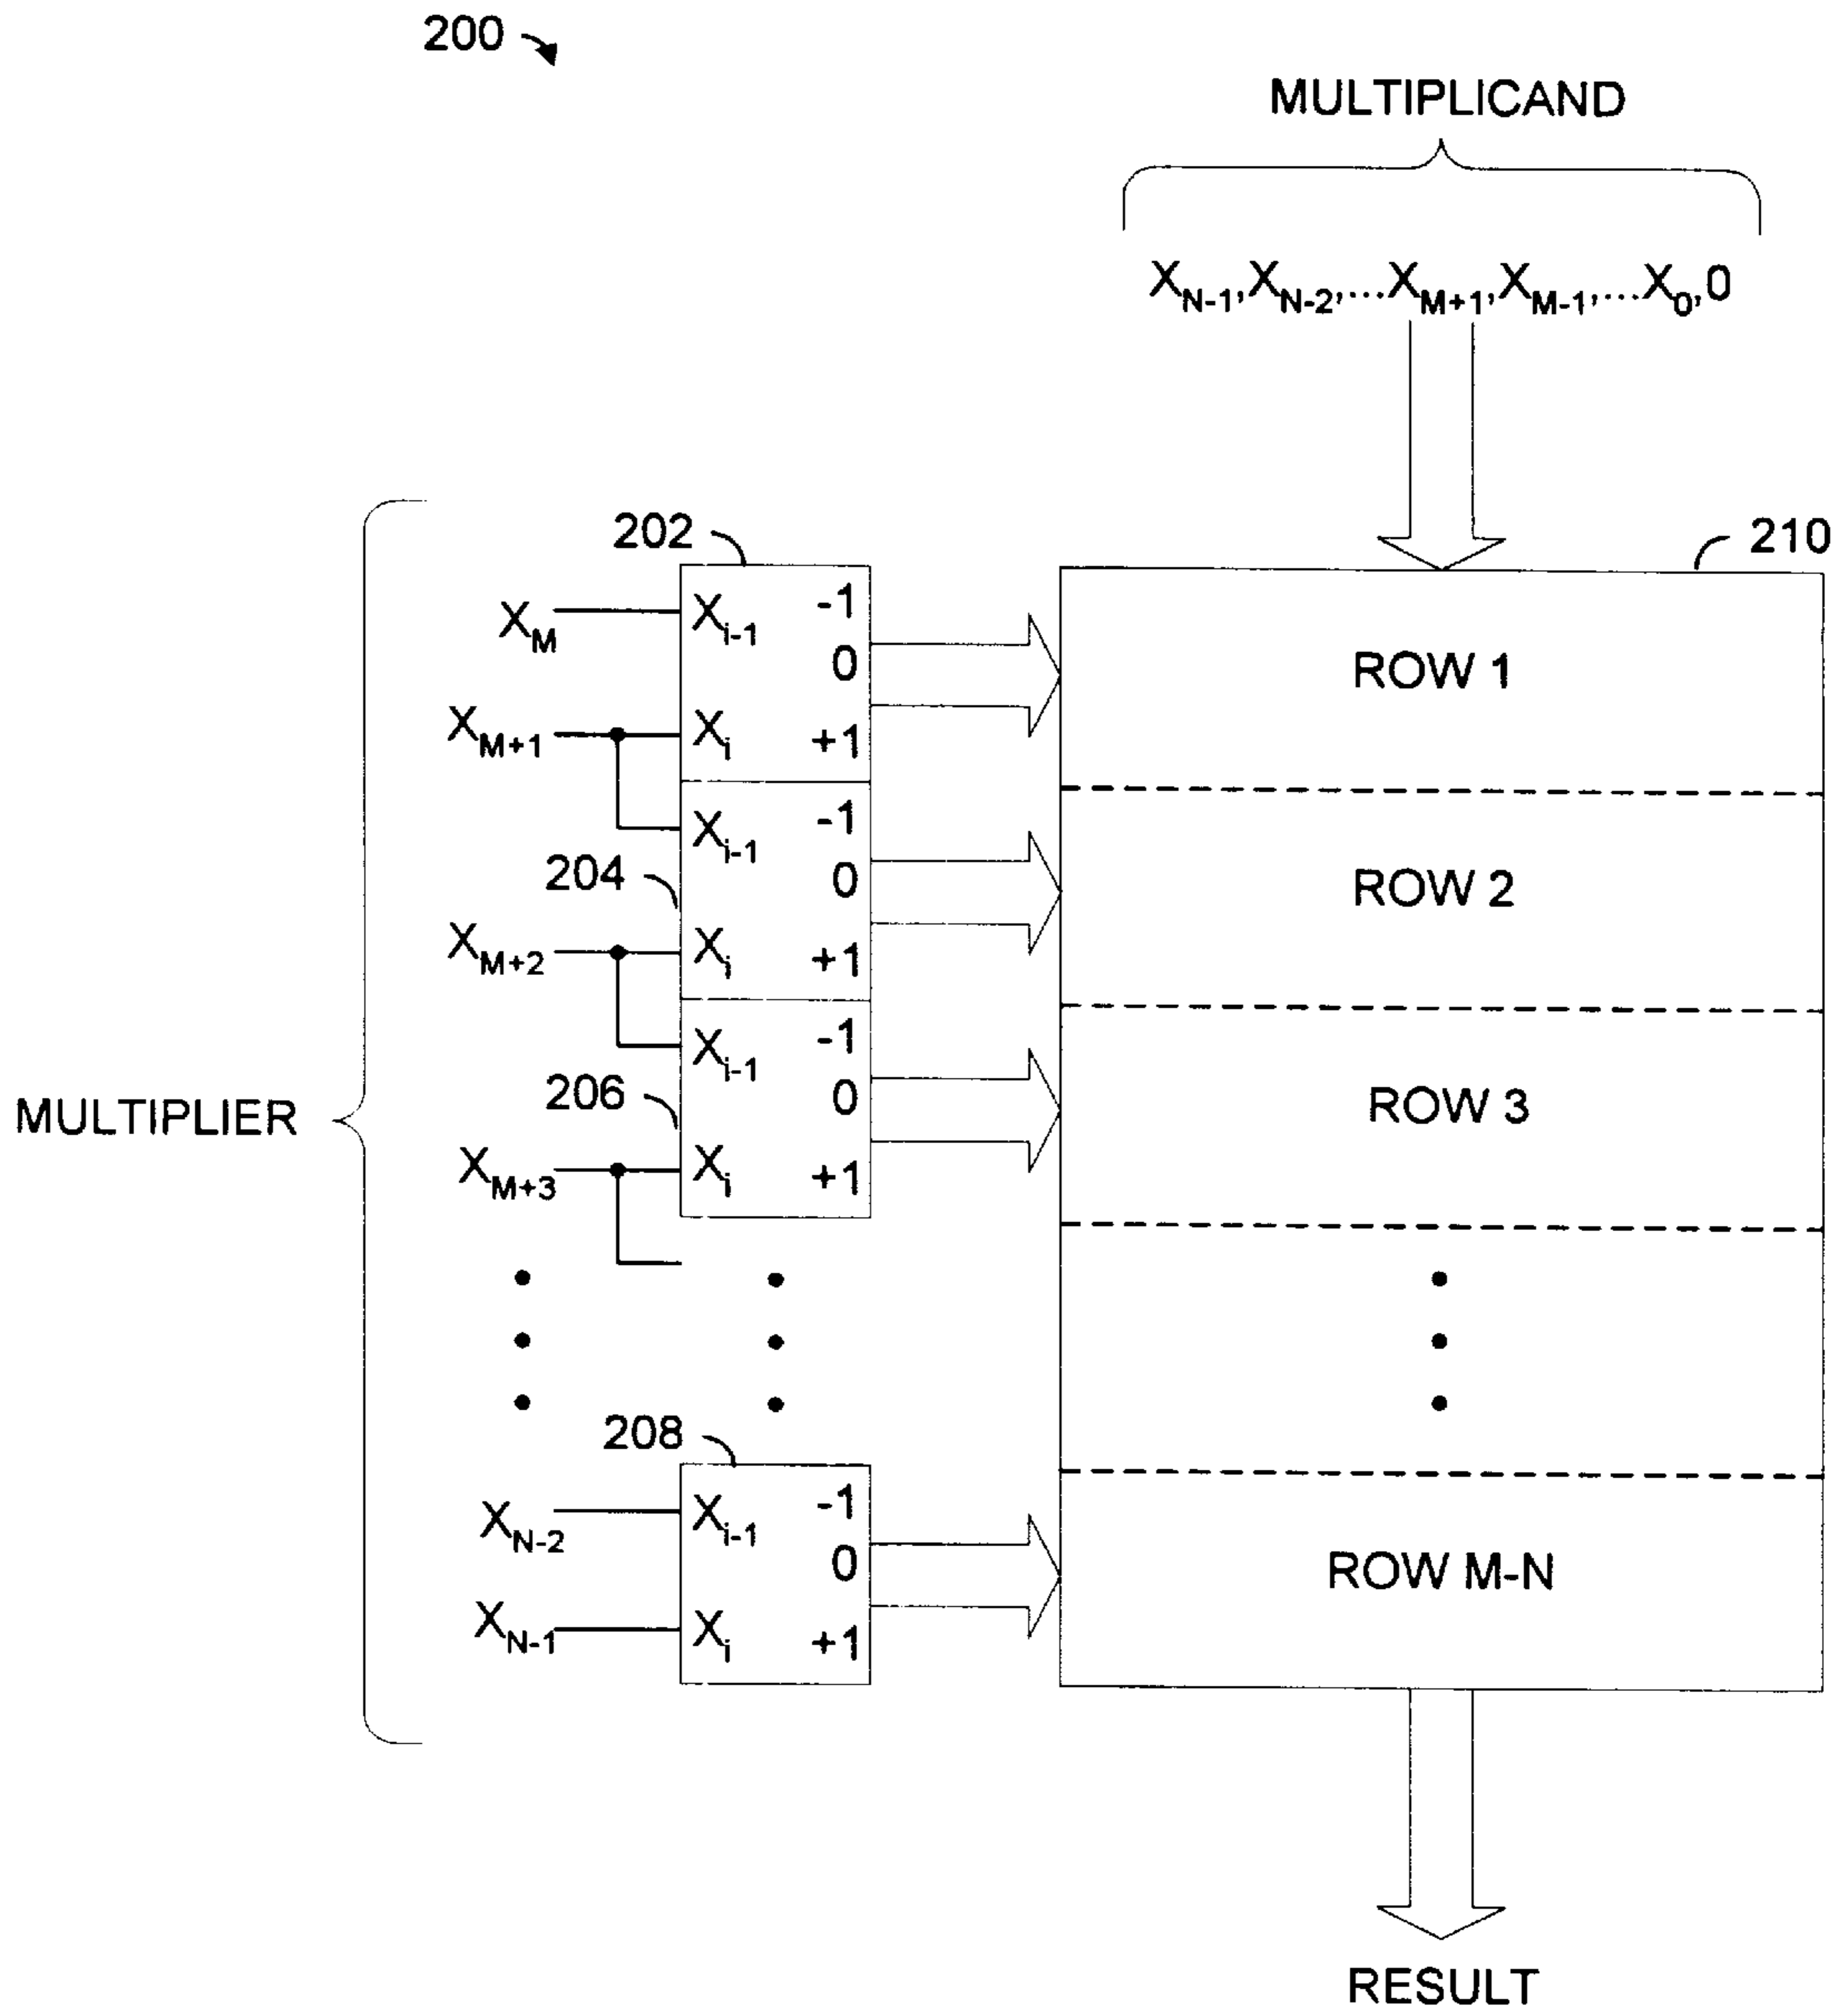 200
MULTIPLICAND
X_{N-1},X_{N-2},...X_{M+1},X_{M-1},...X_0,0
202
210
X_M
X_{i-1}
-1
0
ROW 1
X_{M+1}
X_i
+1
X_{i-1}
-1
204
0
ROW 2
X_{M+2}
X_i
+1
X_{i-1}
-1
MULTIPLIER
206
0
ROW 3
X_{M+3}
X_i
+1
208
X_{N-2}
X_{i-1}
-1
0
ROW M-N
X_{N-1}
X_i
+1
RESULT